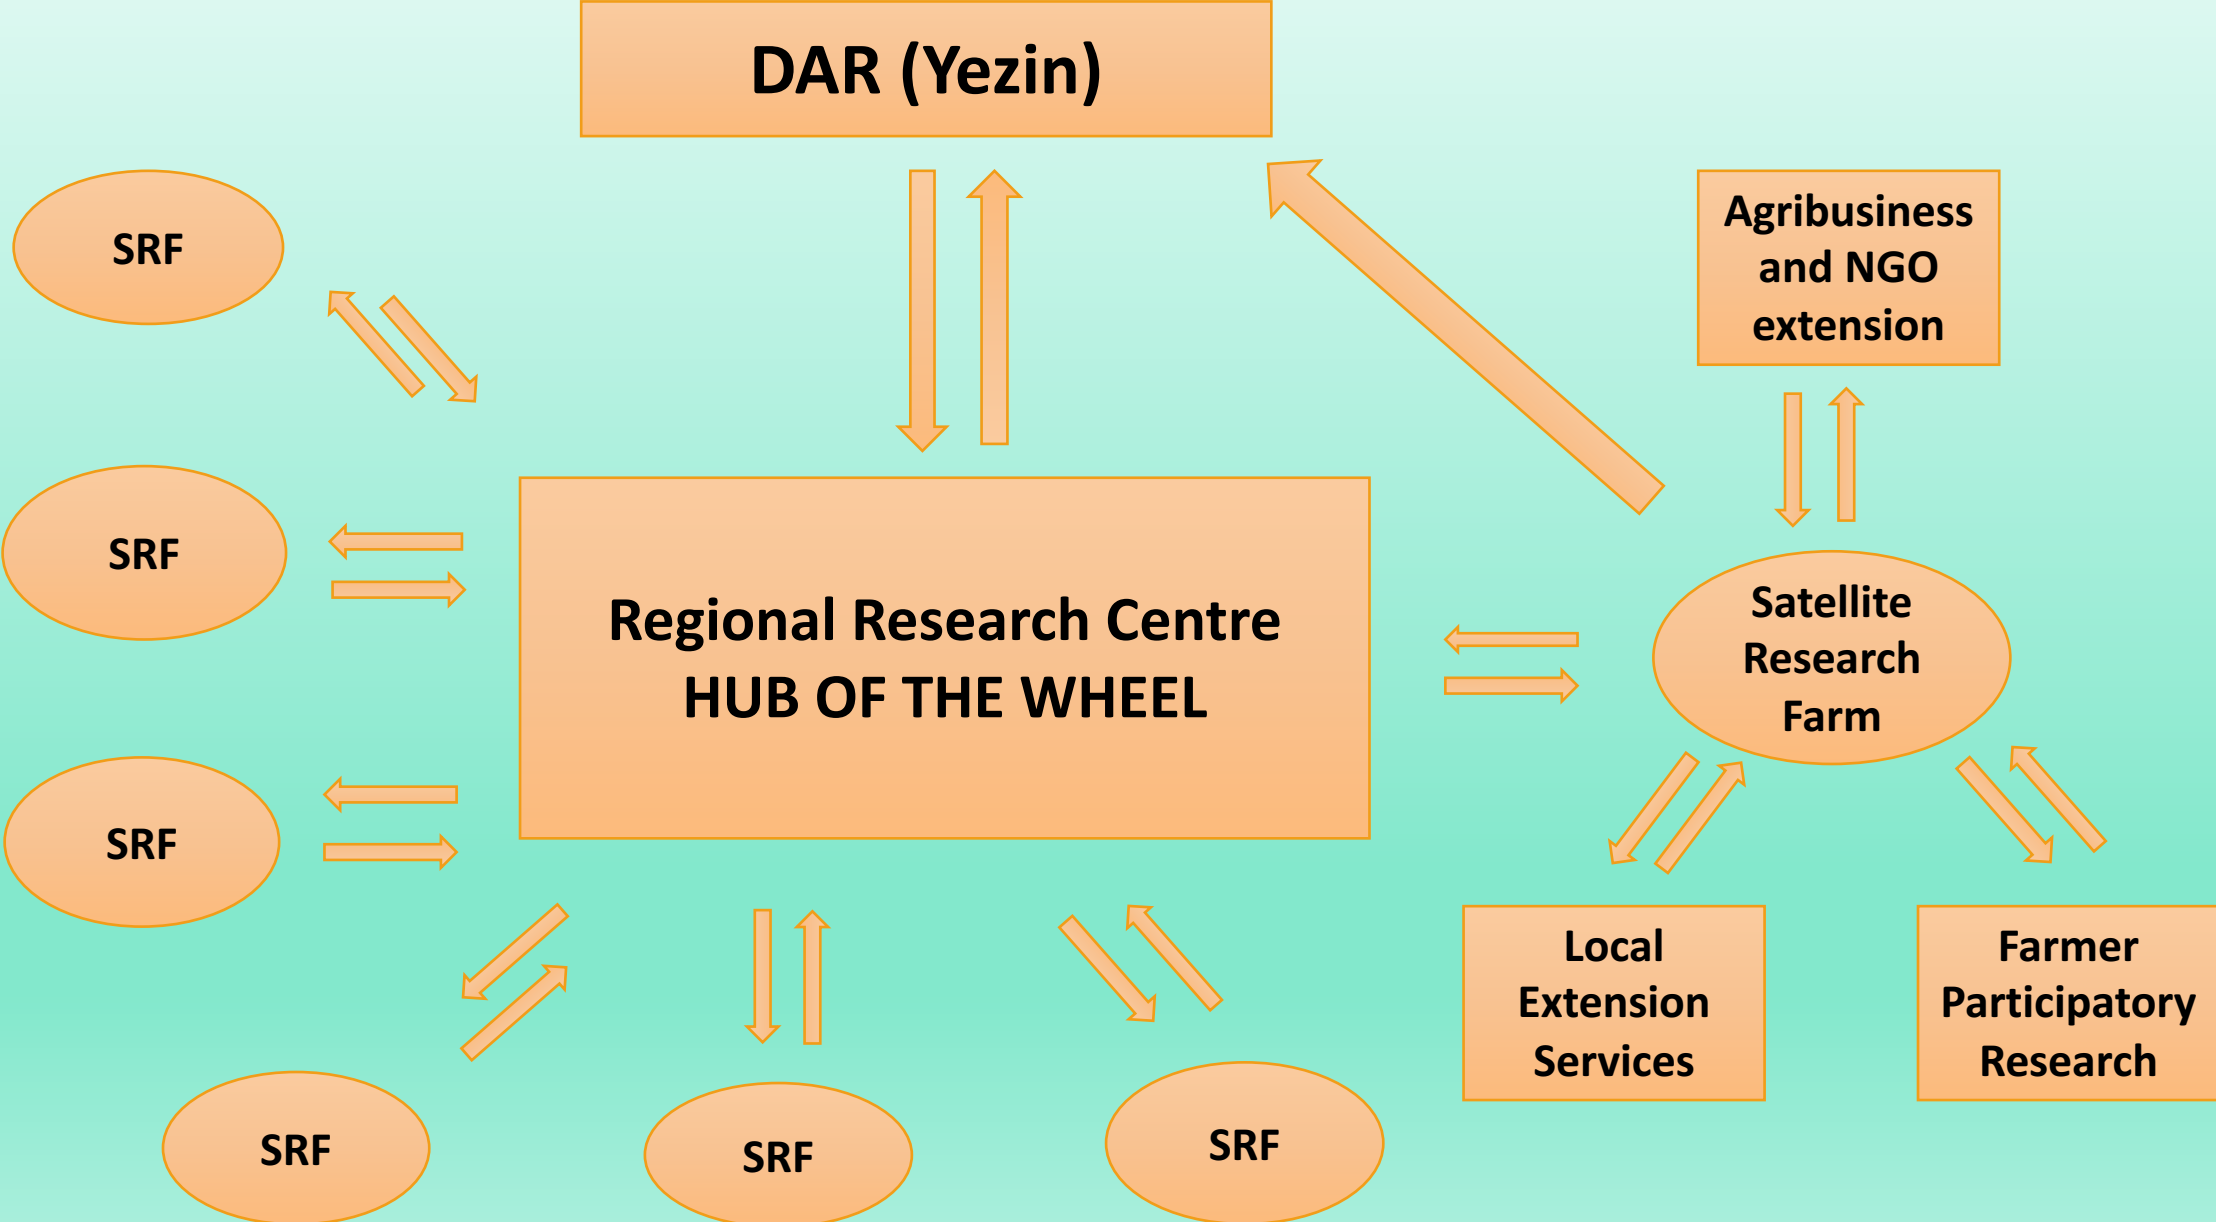 DAR (Yezin)
SRF
Agribusiness
and NGO
extension
SRF
Regional Research Centre
HUB OF THE WHEEL
Satellite
Research
Farm
SRF
Local
Extension
Services
Farmer
Participatory
Research
SRF
SRF
SRF